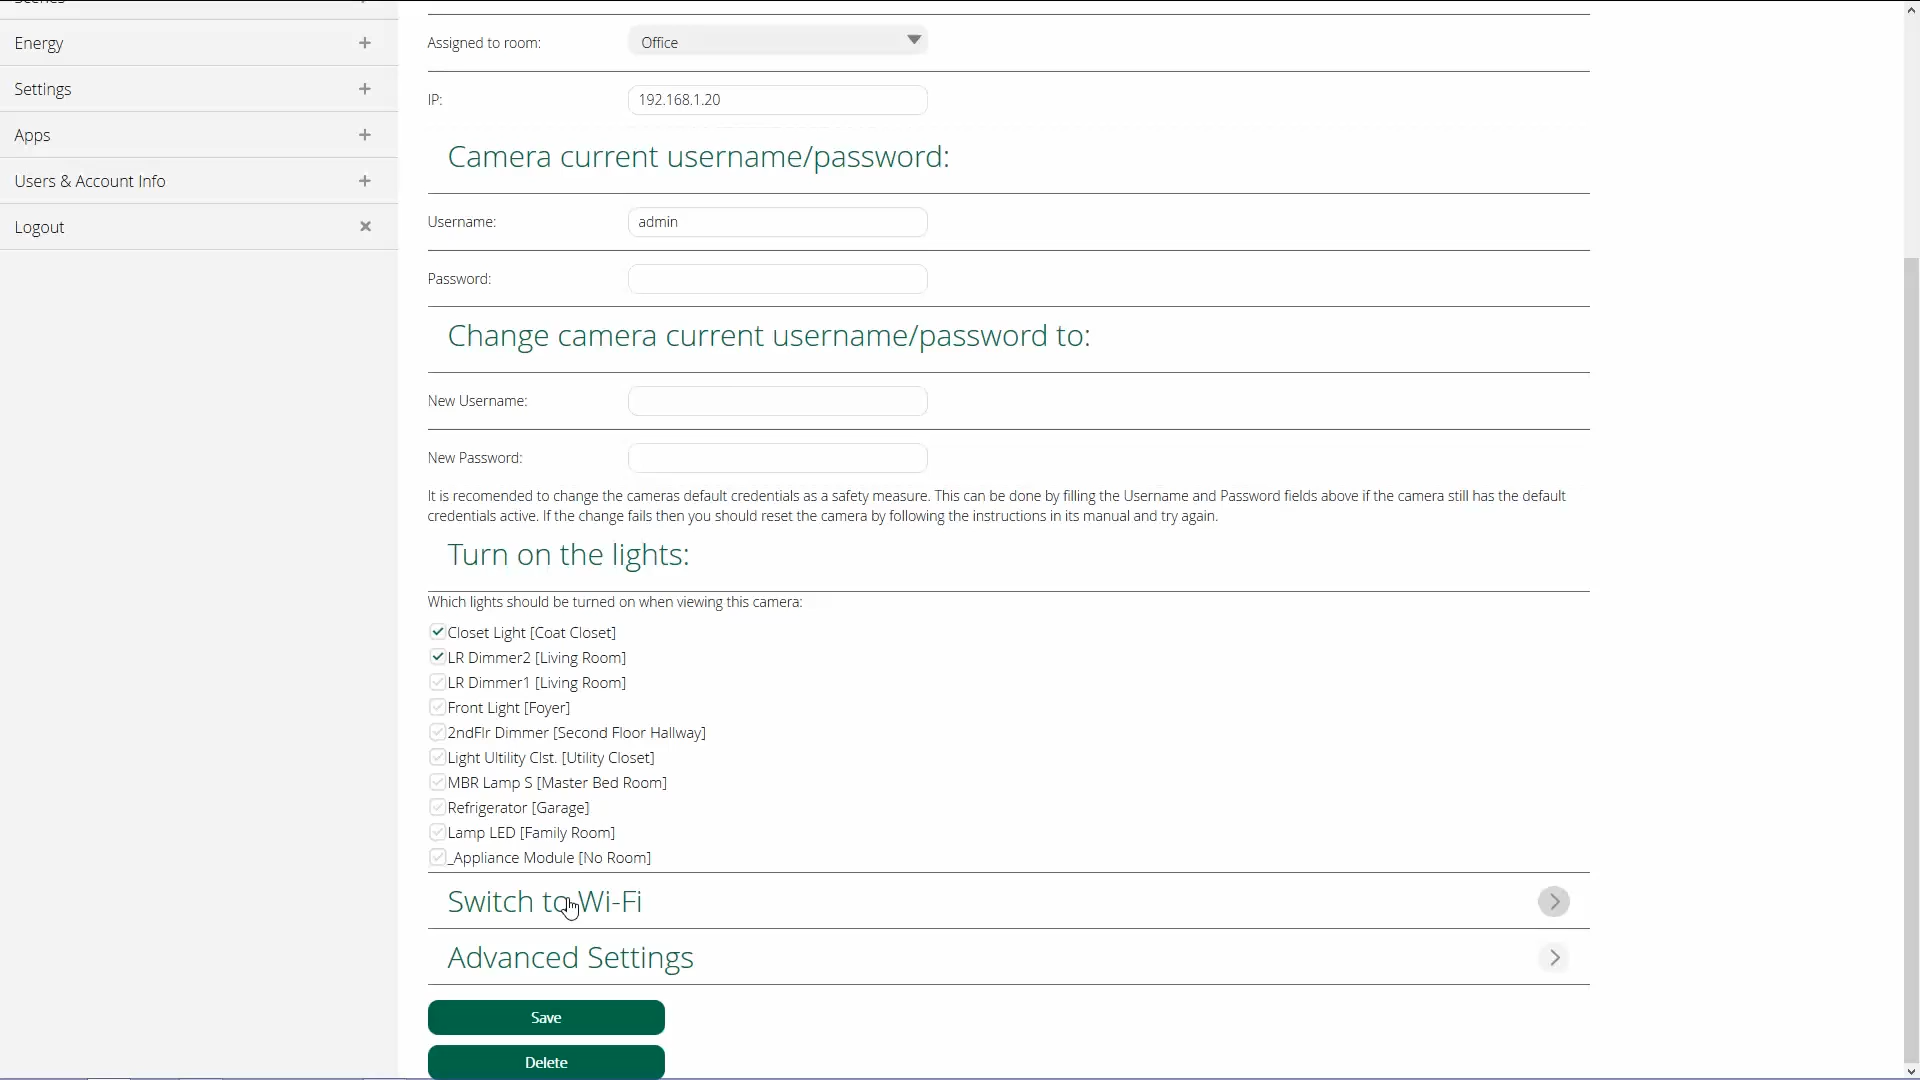 Scenes
Energy
Settings
Apps
Users & Account Info
Logout
Assigned to room:
Office
IP:
192.168.1.20
Camera current username/password:
Username:
admin
Password:
Change camera current username/password to:
New Username:
New Password:
It is recomended to change the cameras default credentials as a safety measure. This can be done by filling the Username and Password fields above if the camera still has the default
credentials active. If the change fails then you should reset the camera by following the instructions in its manual and try again.
Turn on the lights:
Which lights should be turned on when viewing this camera:
Closet Light [Coat Closet]
LR Dimmer2 [Living Room]
LR Dimmer1 [Living Room]
Front Light [Foyer]
2ndFlr Dimmer [Second Floor Hallway]
Light Ultility Clst. [Utility Closet]
MBR Lamp S [Master Bed Room]
Refrigerator [Garage]
Lamp LED [Family Room]
_Appliance Module [No Room]
Switch to Wi-Fi
Advanced Settings
Save
Delete